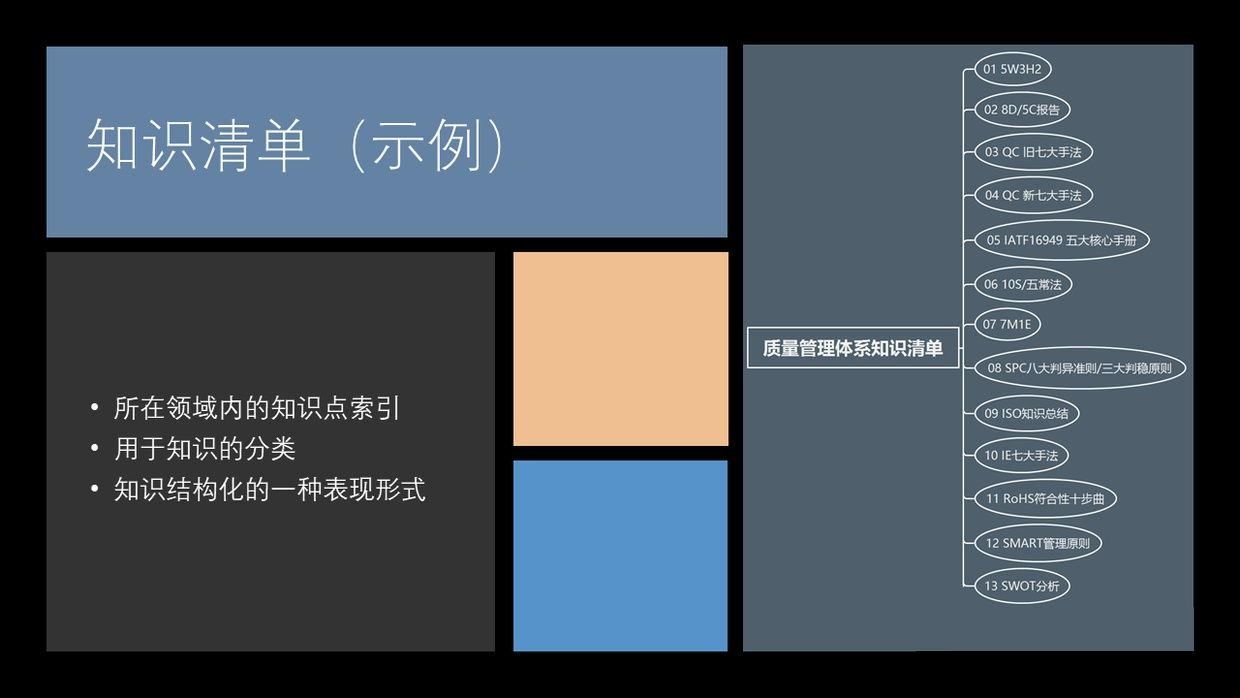 知识清单（示例）
• 所在领域内的知识点索引
• 用于知识的分类
• 知识结构化的一种表现形式
质量管理体系知识清单
01 5W3H2
02 8D/5C报告
03 QC 旧七大手法
04 QC 新七大手法
05 IATF16949 五大核心手册
06 10S/五常法
07 7M1E
08 SPC八大判异准则/三大判稳原则
09 ISO知识总结
10 IE七大手法
11 RoHS符合性十步曲
12 SMART管理原则
13 SWOT分析